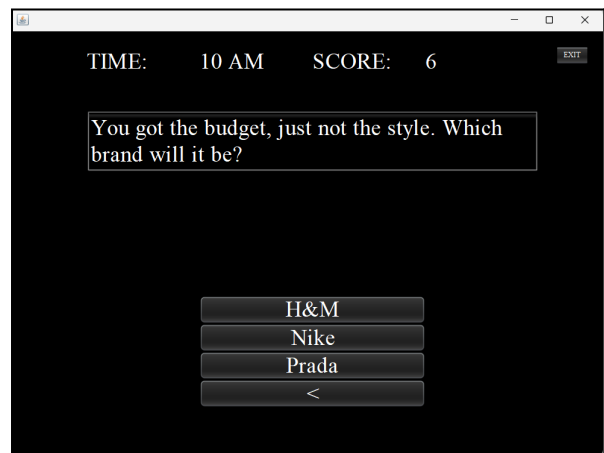 TIME: 10 AM SCORE: 6
EXIT
You got the budget, just not the style. Which
brand will it be?
H&M
Nike
Prada
<